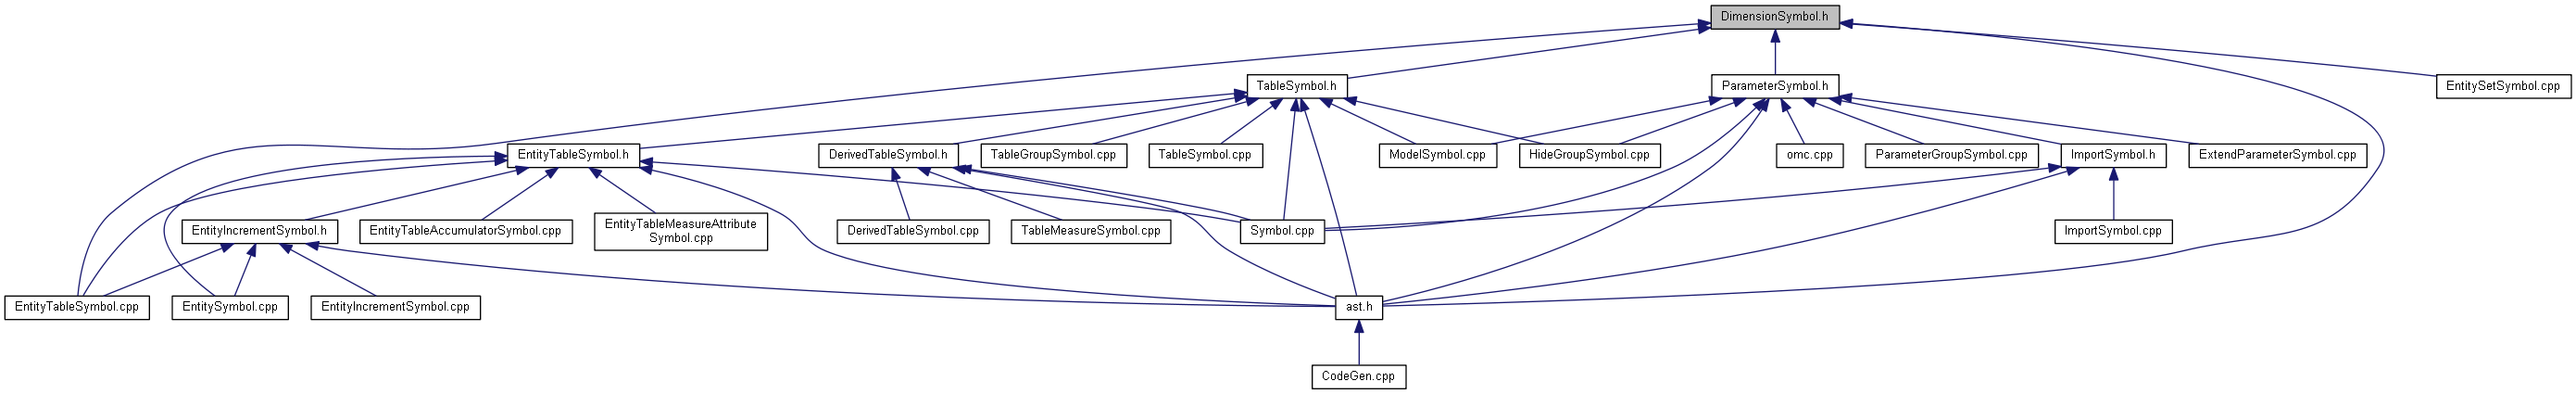 DimensionSymbol.h
TableSymbol.h
ParameterSymbol.h
EntitySetSymbol.cpp
EntityTableSymbol.h
DerivedTableSymbol.h
TableGroupSymbol.cpp
TableSymbol.cpp
ModelSymbol.cpp
HideGroupSymbol.cpp
omc.cpp
ParameterGroupSymbol.cpp
ImportSymbol.h
ExtendParameterSymbol.cpp
EntityIncrementSymbol.h
EntityTableAccumulatorSymbol.cpp
EntityTableMeasureAttribute
Symbol.cpp
DerivedTableSymbol.cpp
TableMeasureSymbol.cpp
Symbol.cpp
ImportSymbol.cpp
EntityTableSymbol.cpp
EntitySymbol.cpp
EntityIncrementSymbol.cpp
ast.h
CodeGen.cpp